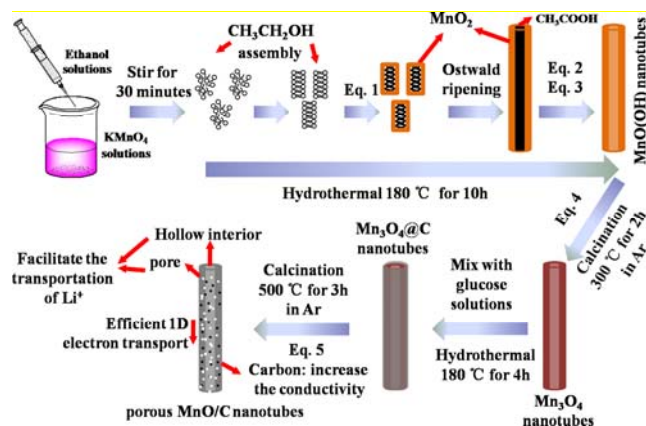 Ethanol
solutions
KMnO₄
solutions
Stir for
30 minutes
CH₃CH₂OH
assembly
Eq. 1
MnO₂
Ostwald
ripening
CH₃COOH
Eq. 2
Eq. 3
MnO(OH) nanotubes
Hydrothermal 180 ℃ for 10h
Eq. 4
Calcination
300 ℃ for 2h
in Ar
Mn₃O₄
nanotubes
Mix with
glucose
solutions
Hydrothermal
180 ℃ for 4h
Mn₃O₄@C
nanotubes
Calcination
500 ℃ for 3h
in Ar
Eq. 5
Hollow interior
pore
Facilitate the
transportation
of Li⁺
Efficient 1D
electron transport
Carbon: increase
the conductivity
porous MnO/C nanotubes